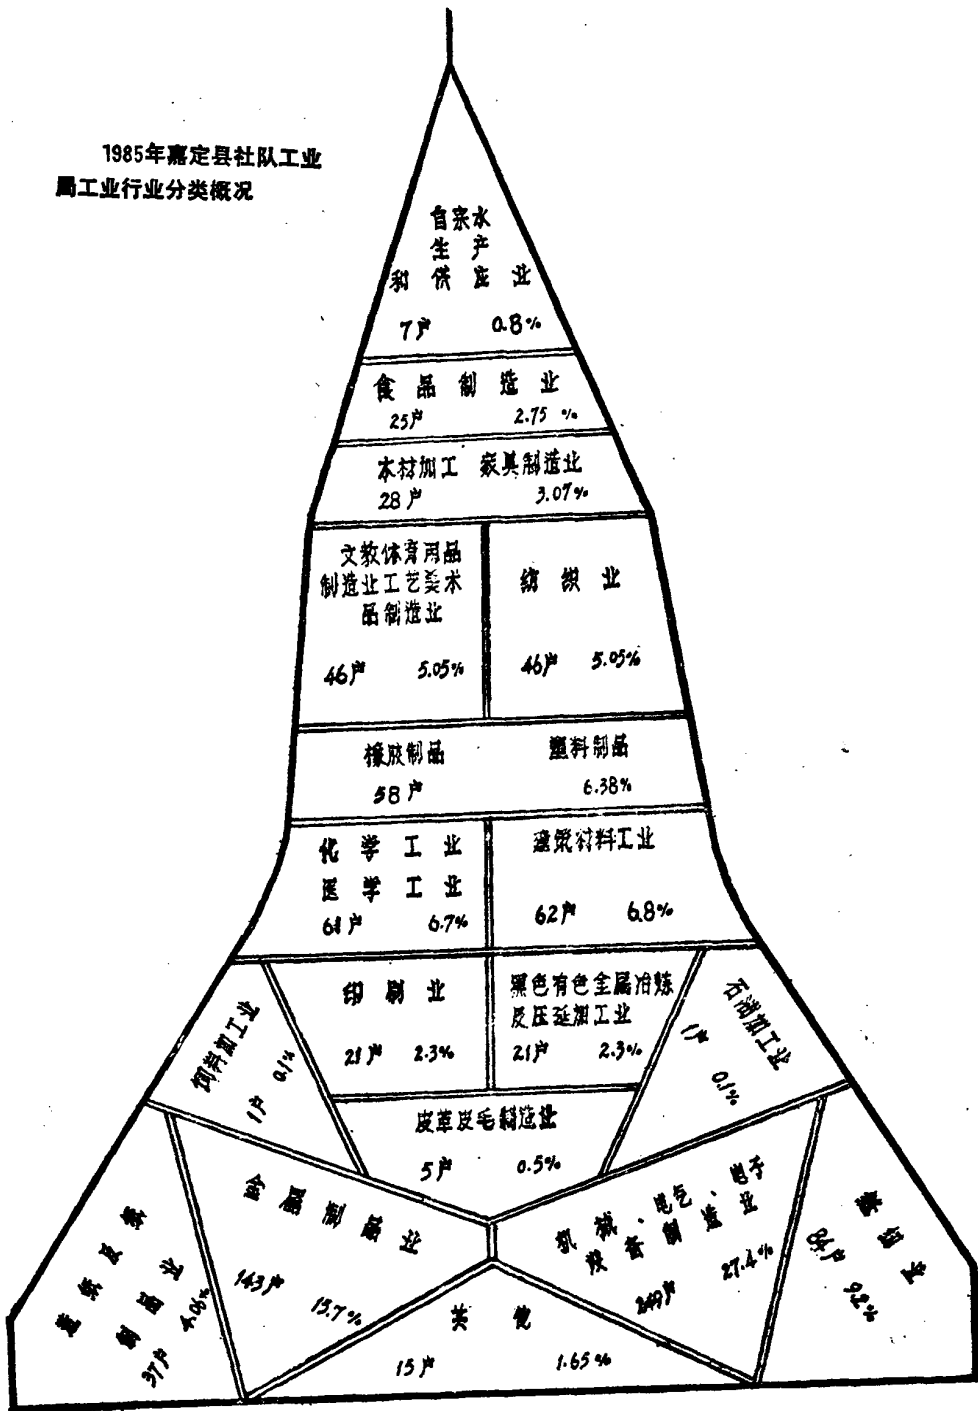 1985年嘉定县社队工业
局工业行业分类概况
自来水
生产
和供应业
7户 0.8%
食品制造业
25户 2.75%
木材加工 家具制造业
28户 3.07%
文教体育用品
制造业工艺美术
品制造业
46户 5.05%
纺织业
46户 5.05%
橡胶制品 塑料制品
58户 6.38%
化学工业
医学工业
61户 6.7%
建筑材料工业
62户 6.8%
饲料加工业
1户 0.1%
印刷业
21户 2.3%
黑色有色金属冶炼
及压延加工业
21户 2.3%
石油加工业
1户 0.1%
皮革皮毛制造业
5户 0.5%
造纸及纸
制品业
37户 4.06%
金属制品业
143户 15.7%
机械、电气、电子
设备制造业
249户 27.4%
缝纫业
84户 9.2%
其他
15户 1.65%